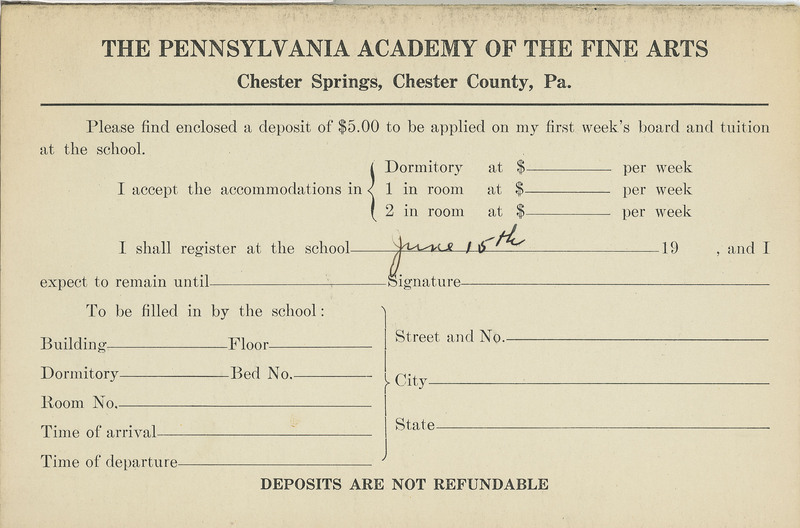 THE PENNSYLVANIA ACADEMY OF THE FINE ARTS
Chester Springs, Chester County, Pa.
Please find enclosed a deposit of $5.00 to be applied on my first week's board and tuition
at the school.
I accept the accommodations in
Dormitory at $ per week
1 in room at $ per week
2 in room at $ per week
I shall register at the school June 15th 19 , and I
expect to remain until Signature
To be filled in by the school:
Building Floor
Dormitory Bed No.
Room No.
Time of arrival
Time of departure
Street and No.
City
State
DEPOSITS ARE NOT REFUNDABLE